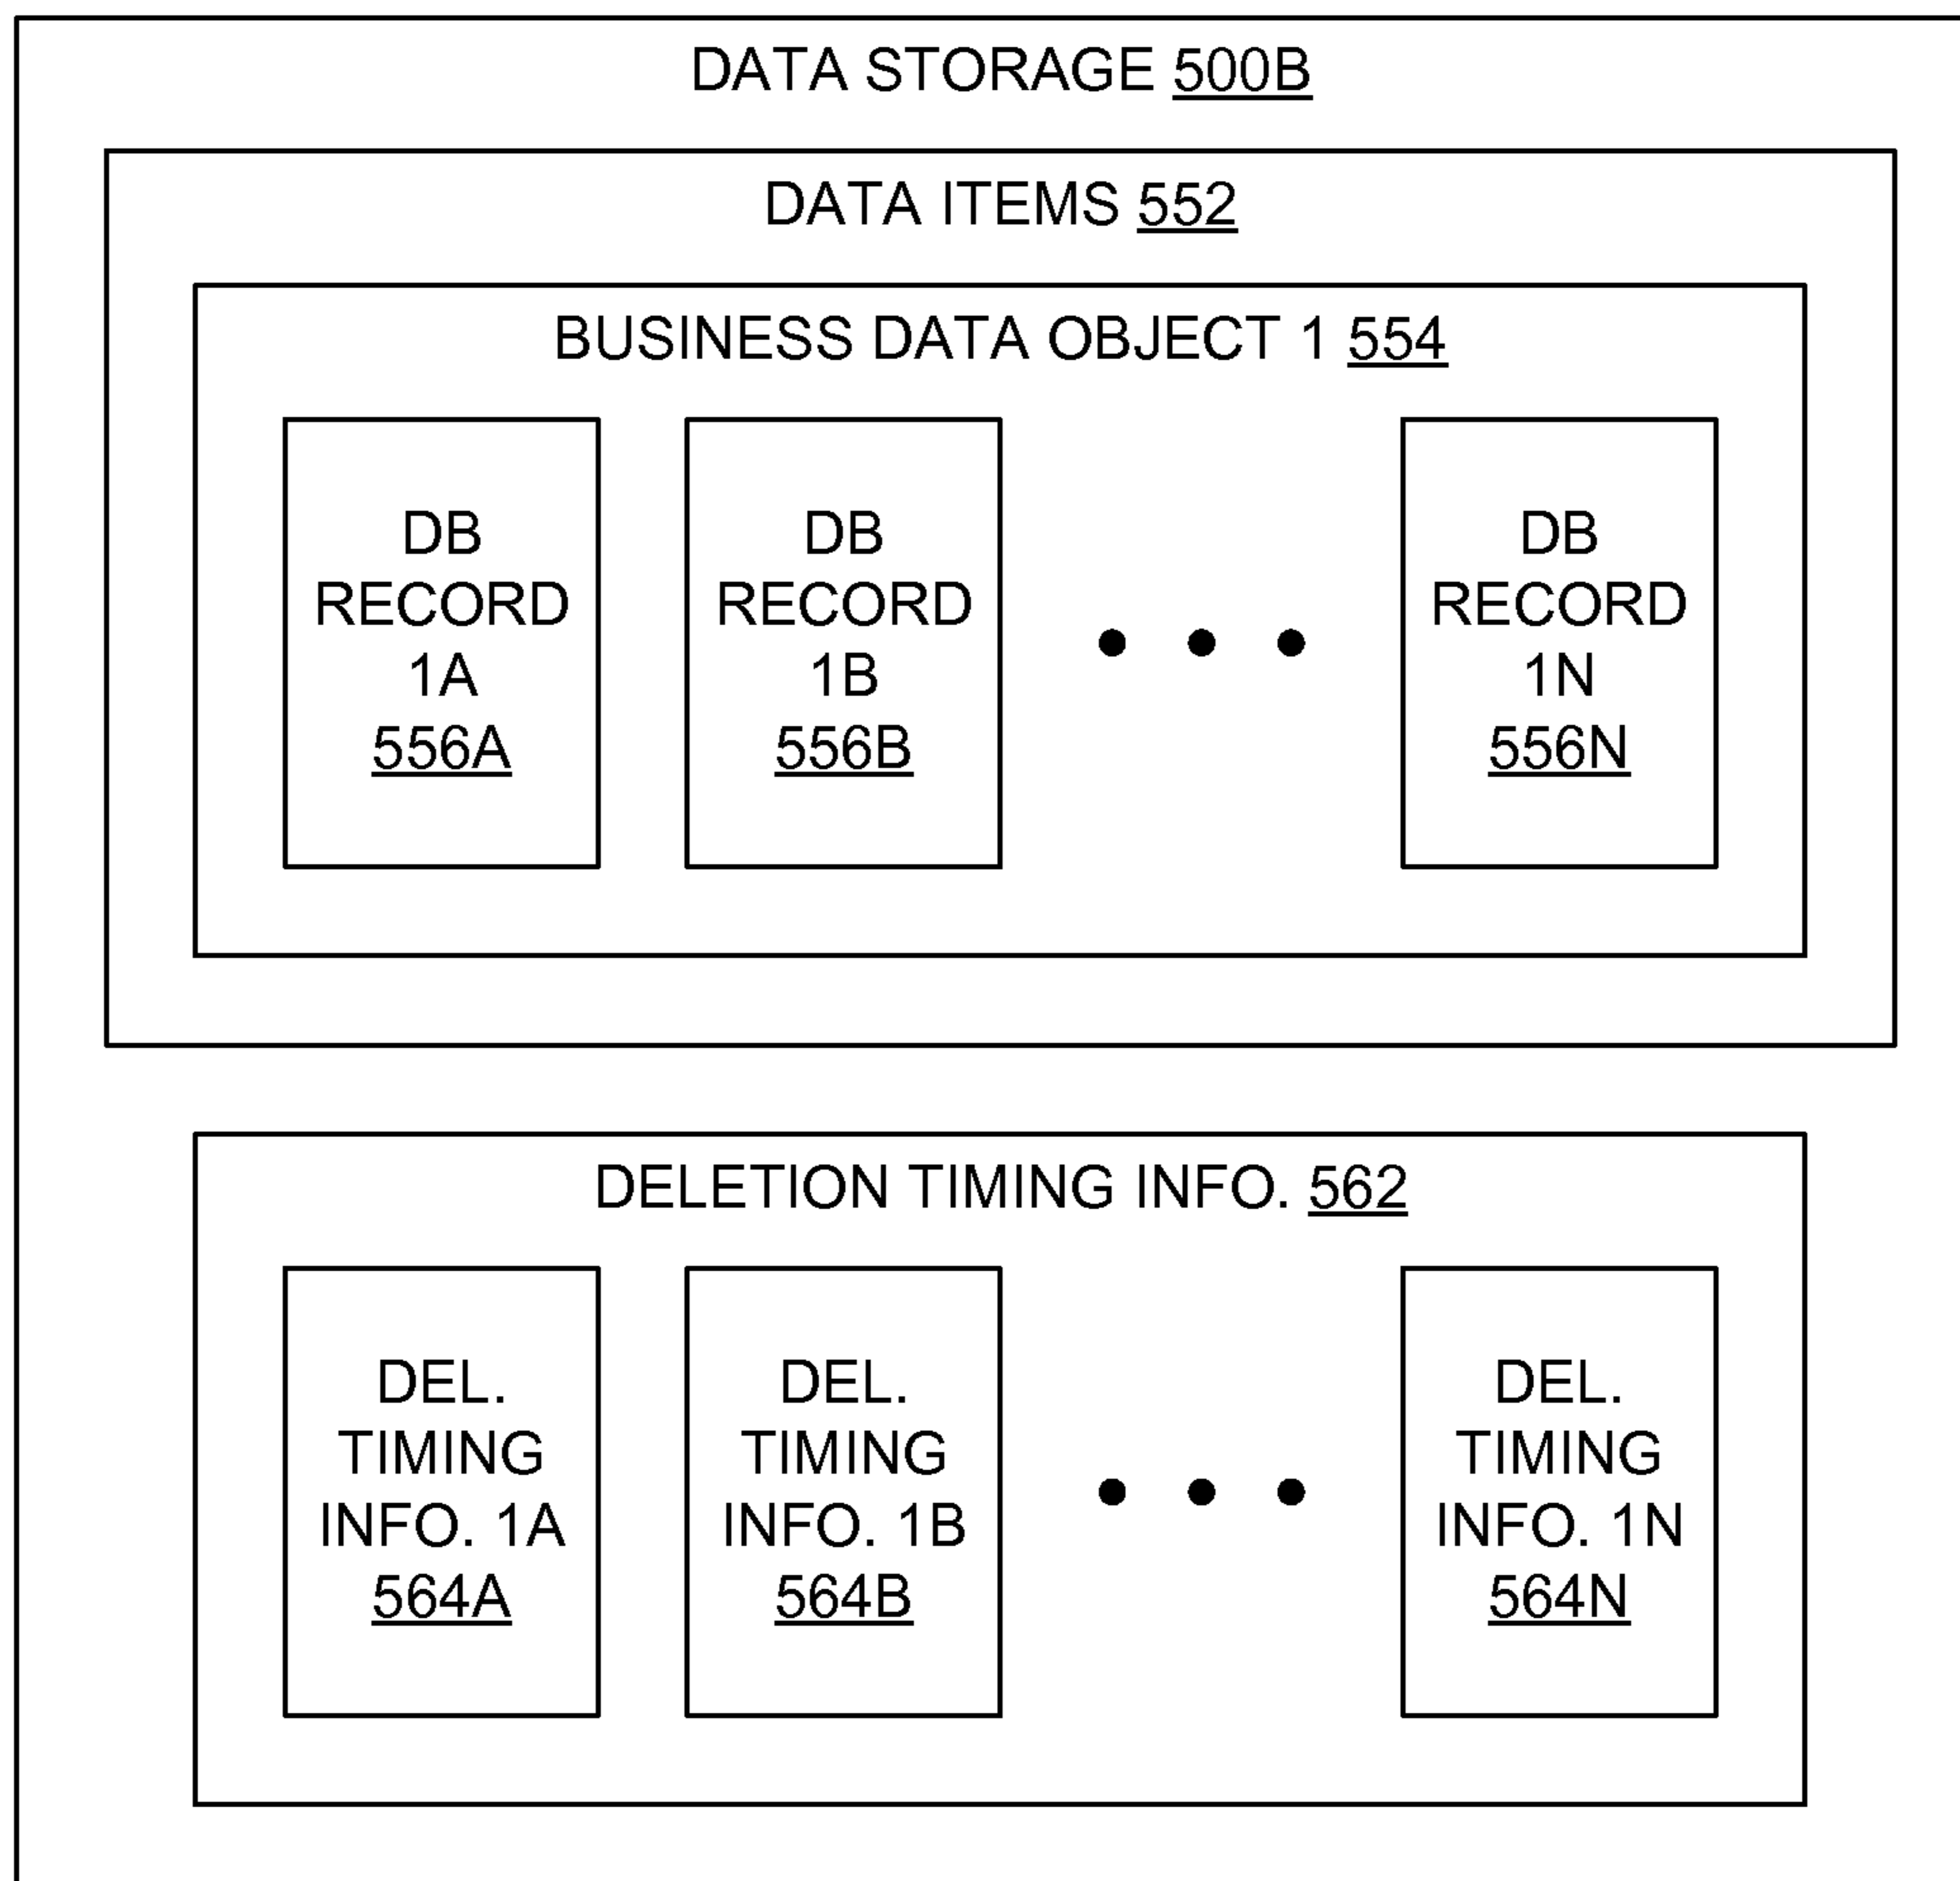 DATA STORAGE 500B
DATA ITEMS 552
BUSINESS DATA OBJECT 1 554
DB
RECORD
1A
556A
DB
RECORD
1B
556B
DB
RECORD
1N
556N
DELETION TIMING INFO. 562
DEL.
TIMING
INFO. 1A
564A
DEL.
TIMING
INFO. 1B
564B
DEL.
TIMING
INFO. 1N
564N